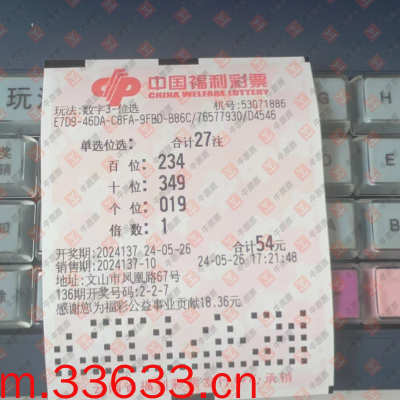 中国福利彩票
CHINA WELFARE LOTTERY
玩法:数字3-位选 机号:53071886
E7D9-46DA-C8FA-9FBD-B86C/76577930/D4546
单选位选: 合计27注
百位:234
十位:349
个位:019
倍数:1
开奖期:2024137 24-05-26 合计54元
销售期:2024137-10 24-05-26 17:21:48
地址:文山市凤凰路67号
136期开奖号码:2-2-7
感谢您为福彩公益事业贡献18.36元
m.33633.cn